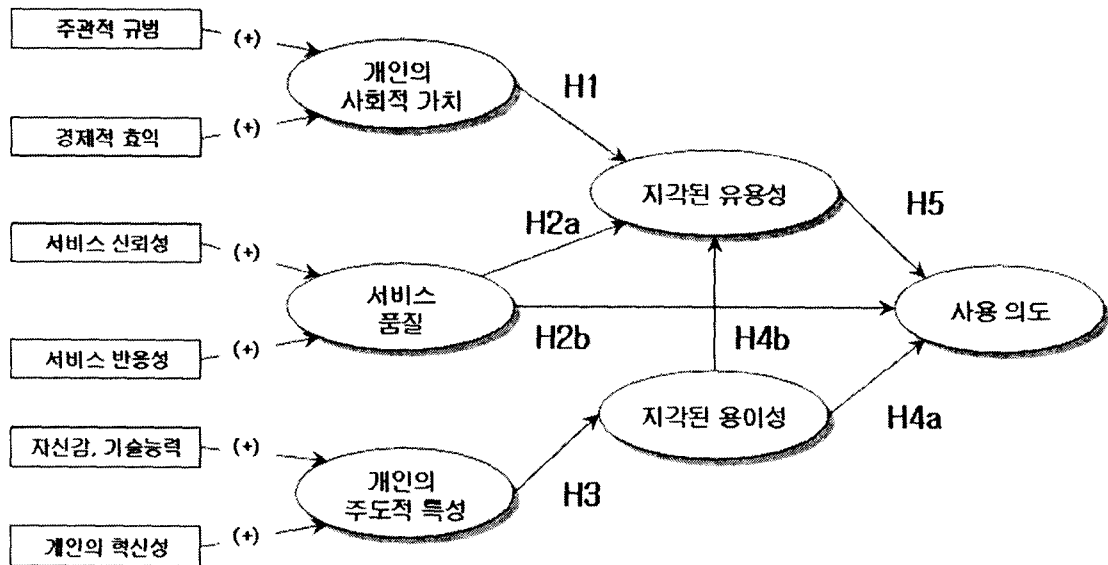 주관적 규범
(+)
개인의
사회적 가치
H1
경제적 효익
(+)
지각된 유용성
H5
서비스 신뢰성
(+)
H2a
서비스
품질
사용 의도
H2b
H4b
서비스 반응성
(+)
지각된 용이성
H4a
자신감, 기술능력
(+)
개인의
주도적 특성
H3
개인의 혁신성
(+)